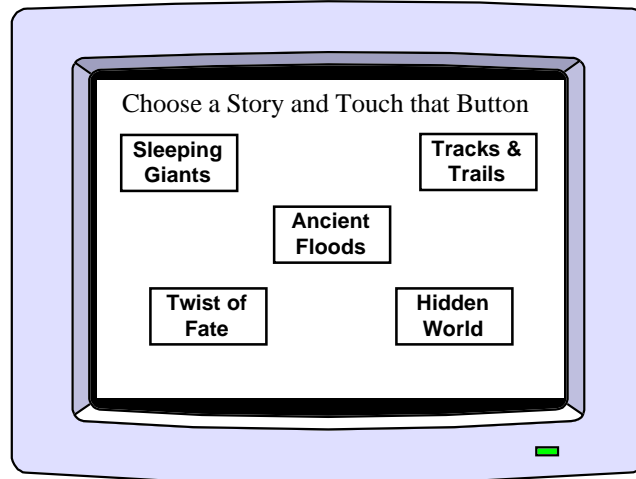 Choose a Story and Touch that Button
Sleeping
Giants
Tracks &
Trails
Ancient
Floods
Twist of
Fate
Hidden
World